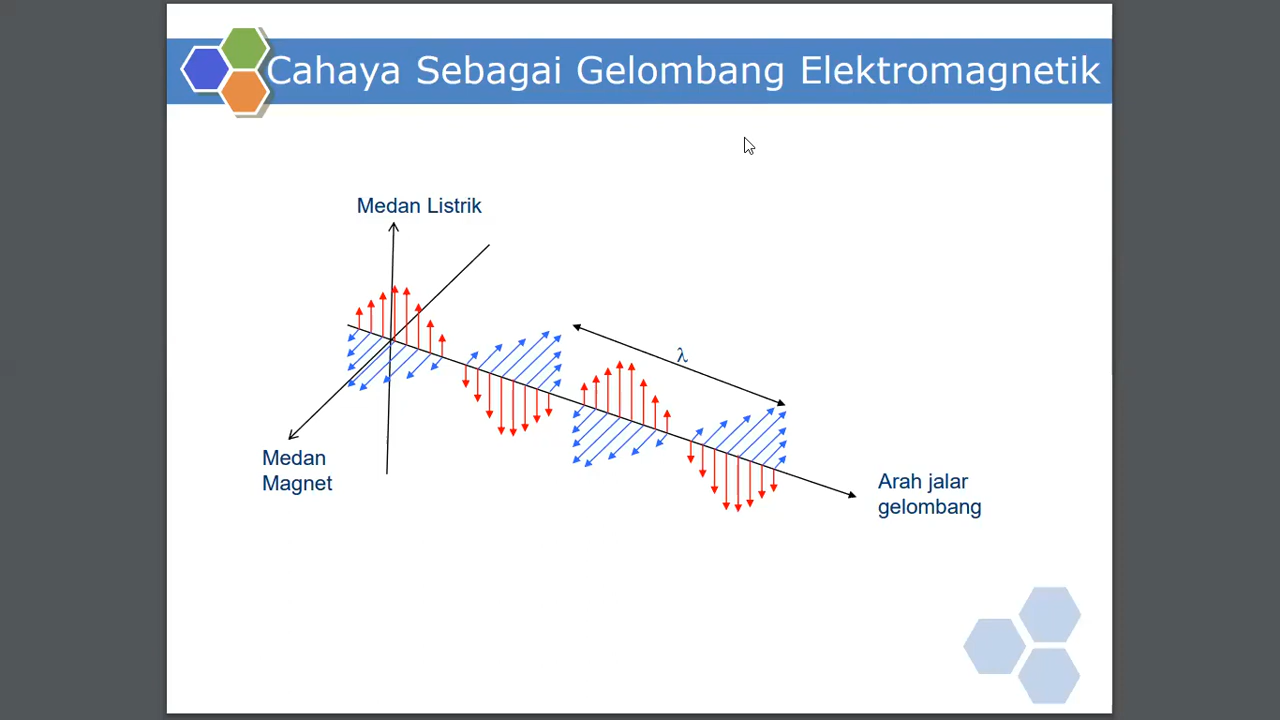 Cahaya Sebagai Gelombang Elektromagnetik
Medan Listrik
λ
Medan
Magnet
Arah jalar
gelombang